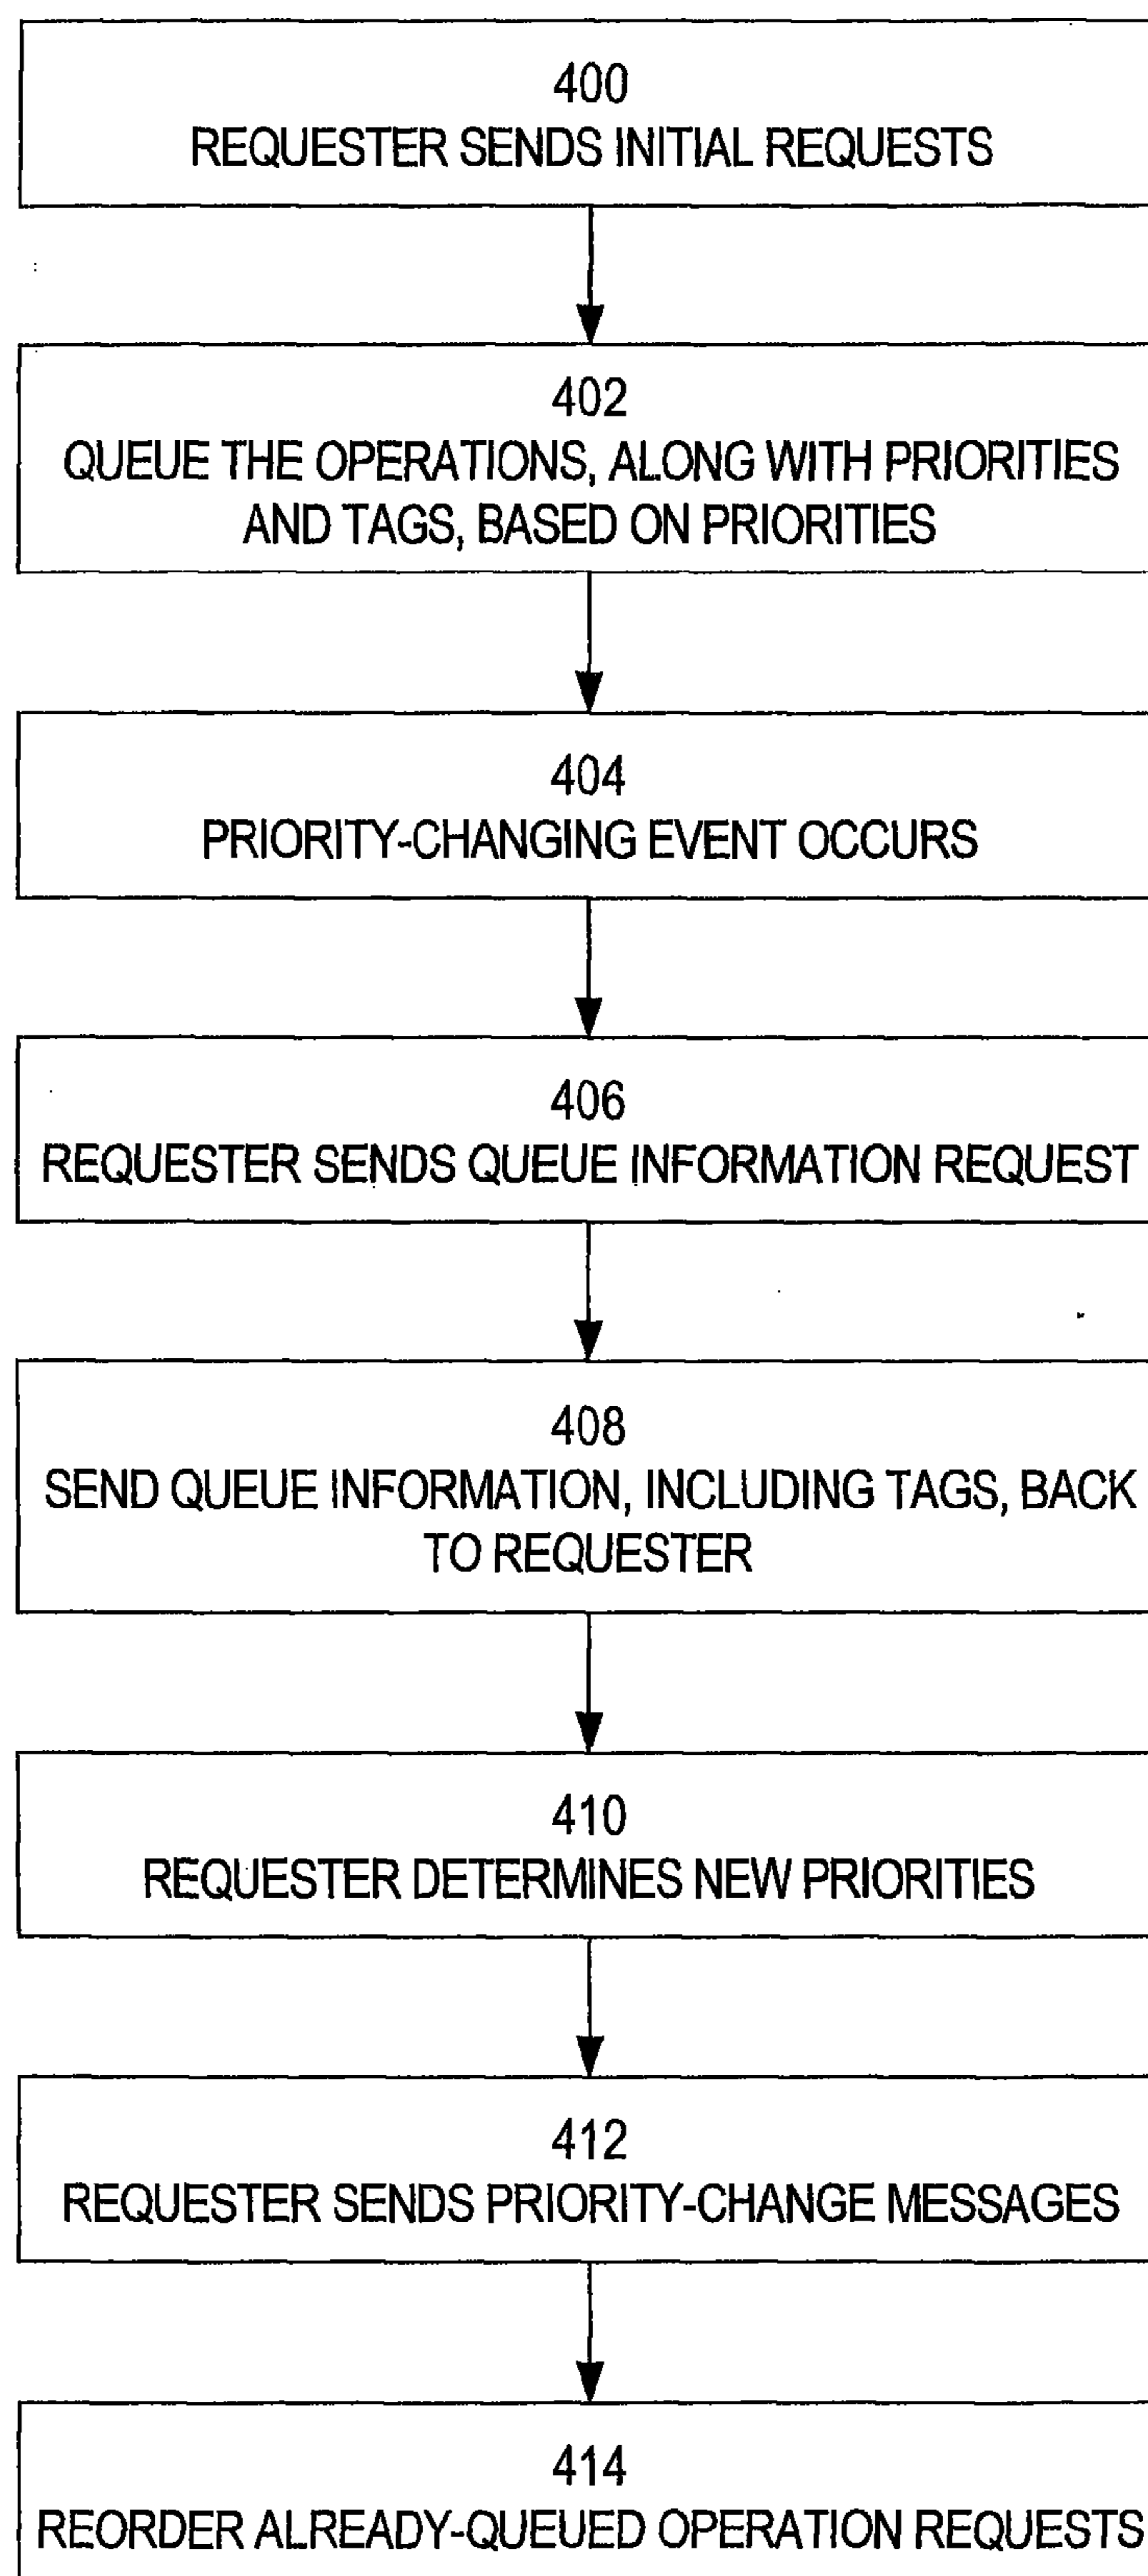 400
REQUESTER SENDS INITIAL REQUESTS
402
QUEUE THE OPERATIONS, ALONG WITH PRIORITIES
AND TAGS, BASED ON PRIORITIES
404
PRIORITY-CHANGING EVENT OCCURS
406
REQUESTER SENDS QUEUE INFORMATION REQUEST
408
SEND QUEUE INFORMATION, INCLUDING TAGS, BACK
TO REQUESTER
410
REQUESTER DETERMINES NEW PRIORITIES
412
REQUESTER SENDS PRIORITY-CHANGE MESSAGES
414
REORDER ALREADY-QUEUED OPERATION REQUESTS